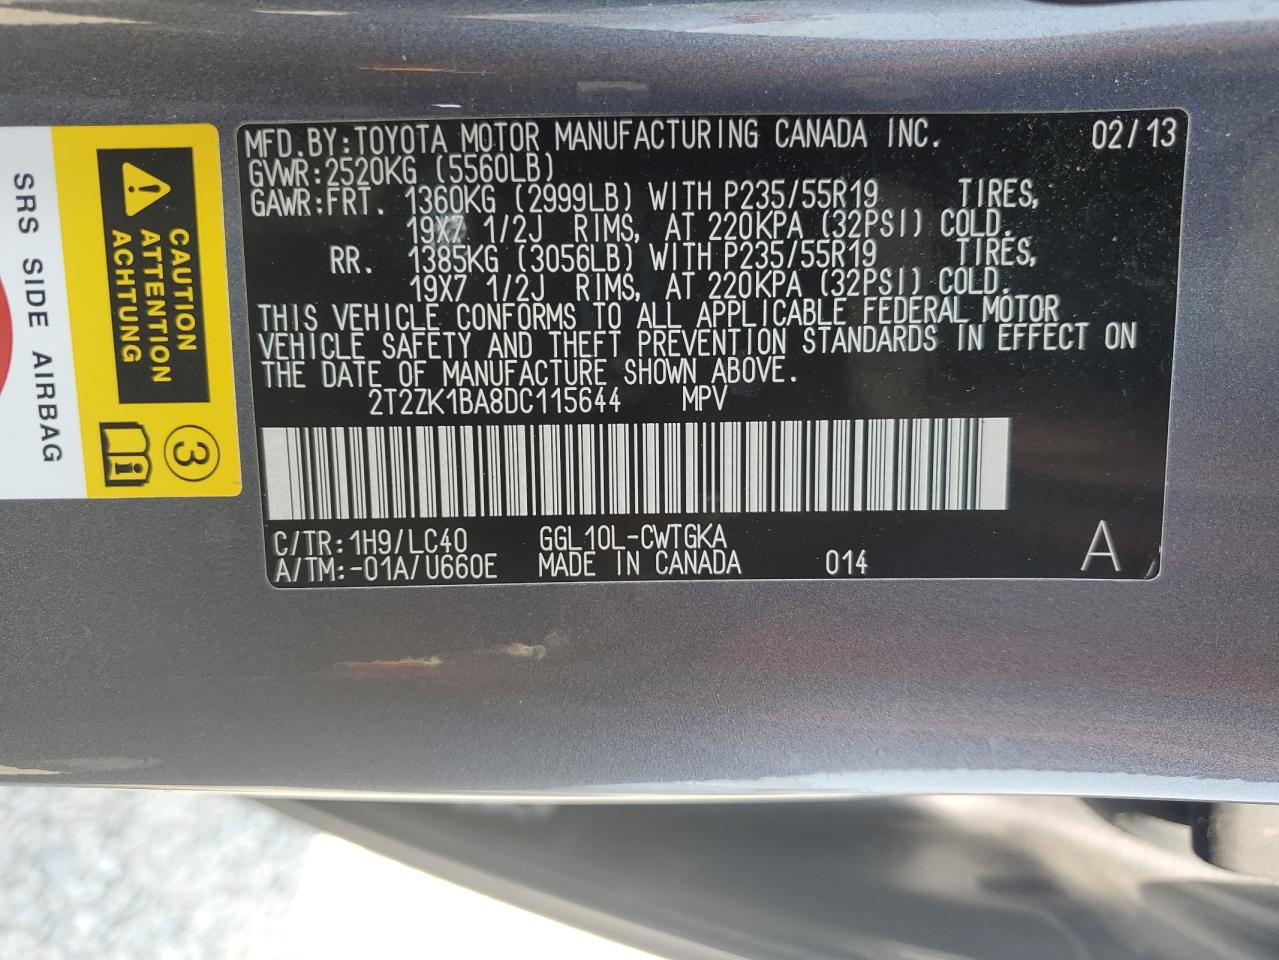 MFD.BY:TOYOTA MOTOR MANUFACTURING CANADA INC. 02/13
GVWR:2520KG (5560LB)
GAWR:FRT. 1360KG (2999LB) WITH P235/55R19 TIRES,
19X7 1/2J RIMS, AT 220KPA (32PSI) COLD.
RR. 1385KG (3056LB) WITH P235/55R19 TIRES,
19X7 1/2J RIMS, AT 220KPA (32PSI) COLD.
THIS VEHICLE CONFORMS TO ALL APPLICABLE FEDERAL MOTOR
VEHICLE SAFETY AND THEFT PREVENTION STANDARDS IN EFFECT ON
THE DATE OF MANUFACTURE SHOWN ABOVE.
2T2ZK1BA8DC115644 MPV
C/TR:1H9/LC40 GGL10L-CWTGKA
A/TM:-01A/U660E MADE IN CANADA 014 A
CAUTION
ATTENTION
ACHTUNG
3
i
SRS SIDE AIRBAG